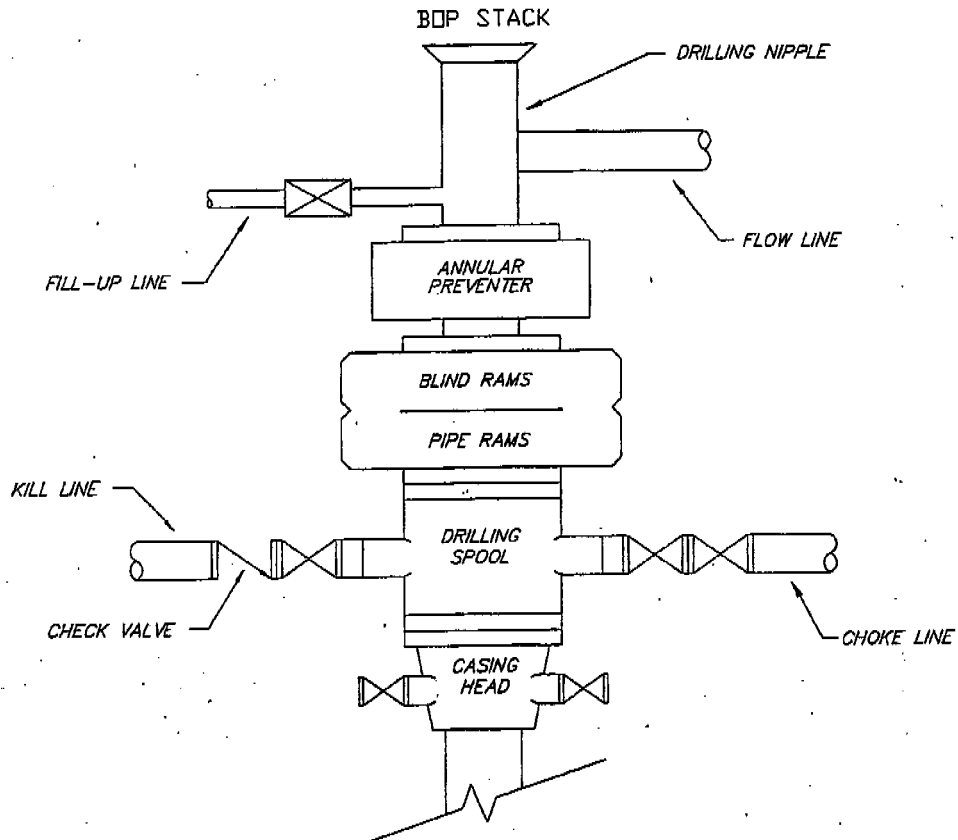 BOP STACK
DRILLING NIPPLE
FLOW LINE
FILL-UP LINE
ANNULAR
PREVENTER
BLIND RAMS
PIPE RAMS
KILL LINE
DRILLING
SPOOL
CHECK VALVE
CHOKE LINE
CASING
HEAD